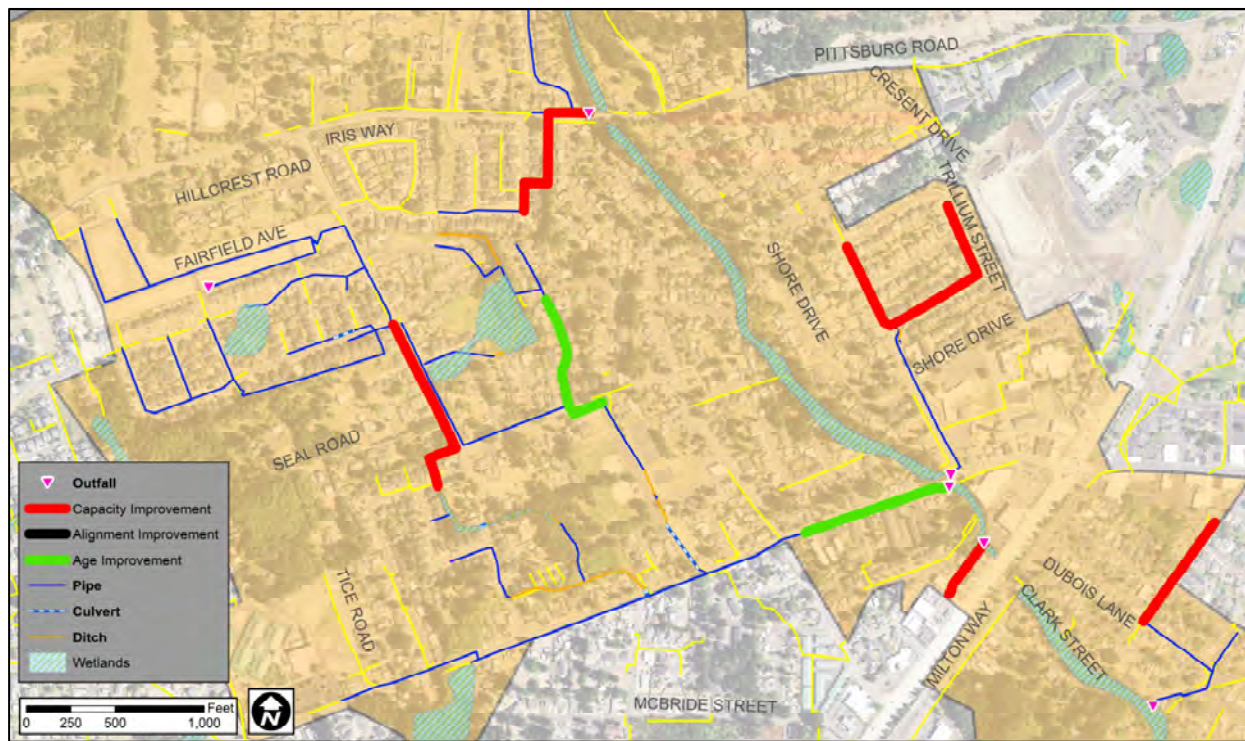 PITTSBURG ROAD
CRESENT DRIVE
IRIS WAY
HILLCREST ROAD
TRILLIUM STREET
FAIRFIELD AVE
SHORE DRIVE
SHORE DRIVE
SEAL ROAD
Outfall
Capacity Improvement
Alignment Improvement
Age Improvement
Pipe
Culvert
Ditch
Wetlands
TICE ROAD
DUBOIS LANE
CLARK STREET
MILTON WAY
MCBRIDE STREET
Feet
0 250 500 1,000
N